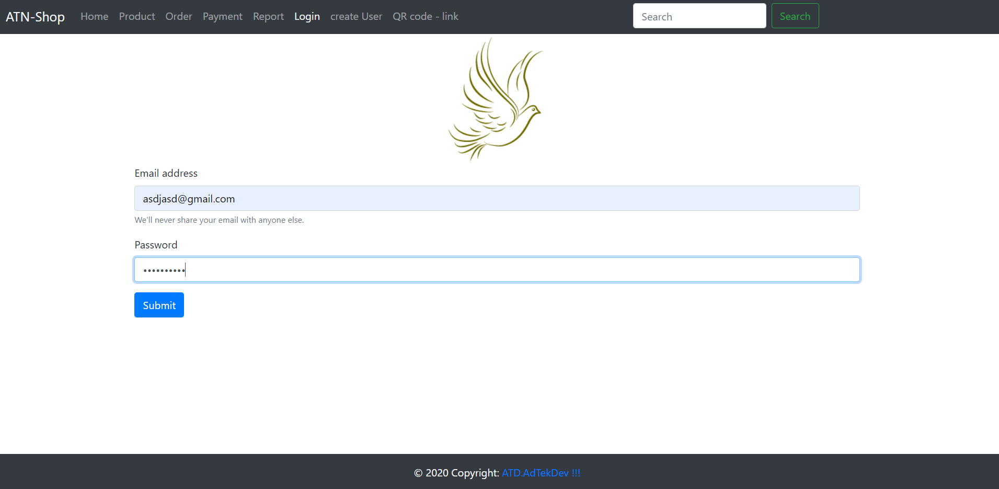 ATN-Shop Home Product Order Payment Report Login create User QR code - link Search Search
Email address
asdjasd@gmail.com
We'll never share your email with anyone else.
Password
••••••••••
Submit
© 2020 Copyright: ATD.AdTekDev !!!